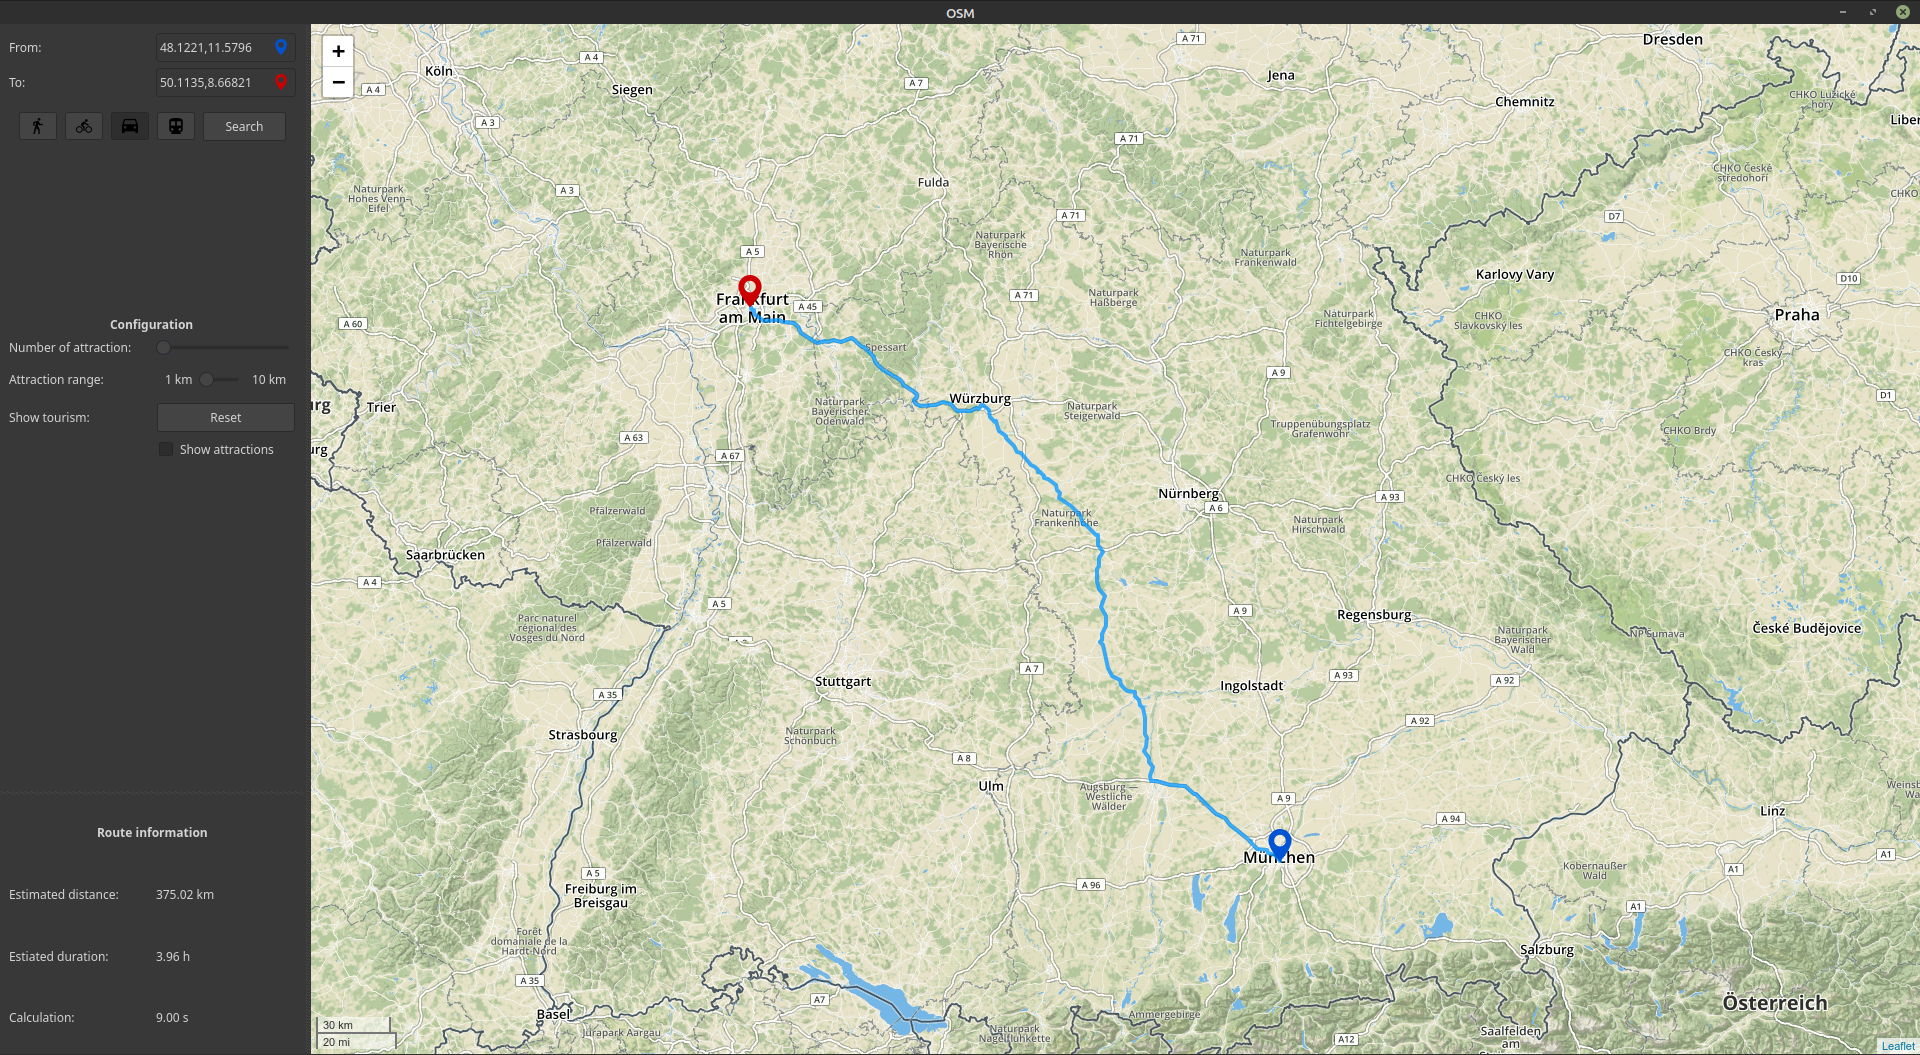 OSM
From:
48.1221,11.5796
To:
50.1135,8.66821
Search
Configuration
Number of attraction:
Attraction range:
1 km
10 km
Show tourism:
Reset
Show attractions
Route information
Estimated distance:
375.02 km
Estiated duration:
3.96 h
Calculation:
9.00 s
+
−
A 71
Dresden
A 4
Köln
Siegen
A 7
Jena
A 4
Chemnitz
CHKO Lužické
hory
A 3
Liber
A 71
CHKO České
středohoří
Fulda
A 3
Naturpark
Hohes Venn-
Eifel
CHKO
A 71
D7
Naturpark
Bayerische
Rhön
A 5
Naturpark
Frankenwald
Karlovy Vary
D10
A 71
Naturpark
Haßberge
Frankfurt
am Main
A 45
A 60
Naturpark
Fichtelgebirge
CHKO
Slavkovský les
Praha
Spessart
CHKO Český
kras
A 9
urg
Trier
Würzburg
D1
Naturpark
Bayerischer
Odenwald
Naturpark
Steigerwald
Truppenübungsplatz
Grafenwöhr
CHKO Brdy
A 63
urg
A 67
CHKO Český les
Nürnberg
A 93
A 6
Pfälzerwald
Naturpark
Frankenhöhe
Naturpark
Hirschwald
Pfälzerwald
Saarbrücken
A 4
A 5
A 9
Regensburg
Parc naturel
régional des
Vosges du Nord
Naturpark
Bayerischer
Wald
NP Šumava
České Budějovice
A 7
A 93
A 92
Stuttgart
Ingolstadt
A 35
A 92
Strasbourg
Naturpark
Schönbuch
A 8
Ulm
Augsburg —
Westliche
Wälder
Weinsb
Wa
A 9
Linz
A 94
München
A1
Kobernaußer
Wald
A1
A 5
A 96
Freiburg im
Breisgau
A1
Forêt
domaniale de la
Hardt-Nord
Salzburg
A 35
A7
Österreich
Basel
Ammergebirge
30 km
Jura­park Aargau
Naturpark
Nagelfluhkette
Saalfelden
am
20 mi
A12
Leaflet